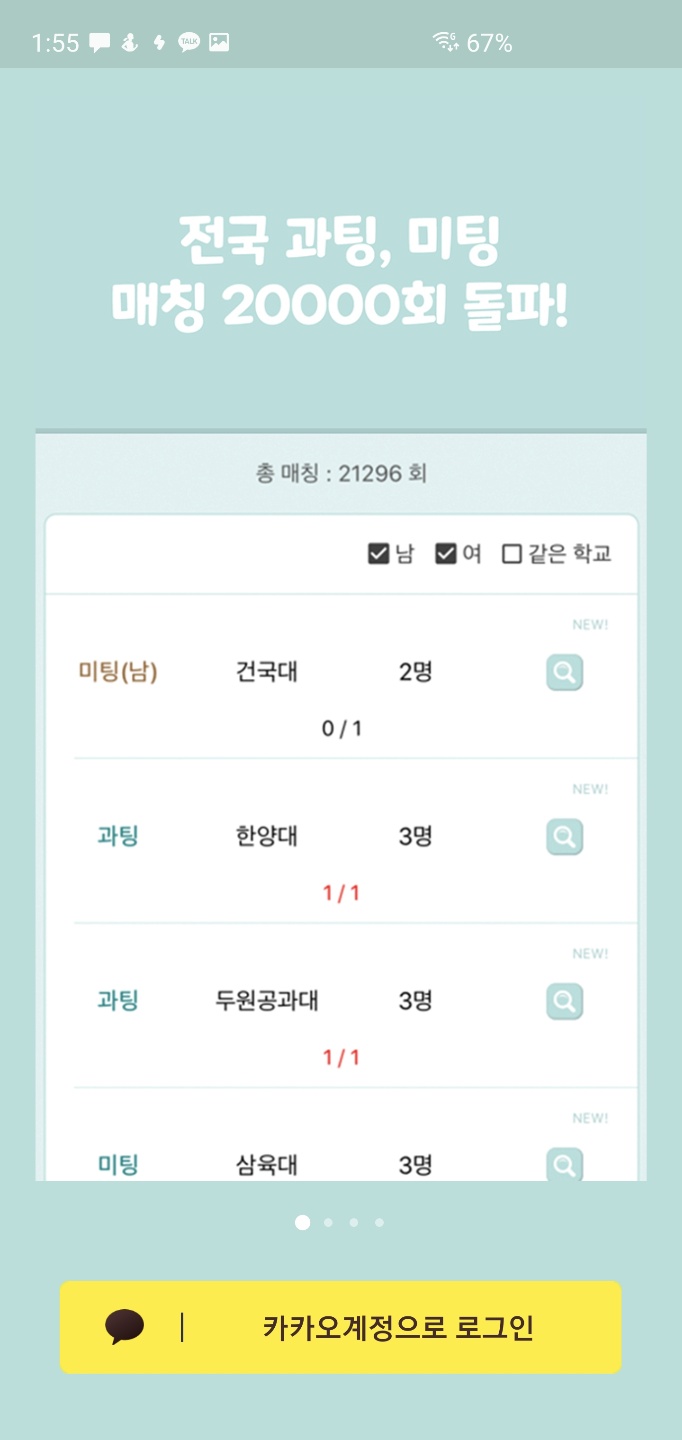 1:55 TALK 6 67%
전국 과팅, 미팅
매칭 20000회 돌파!
총 매칭 : 21296 회
남 여 같은 학교
NEW!
미팅(남) 건국대 2명
0 / 1
NEW!
과팅 한양대 3명
1 / 1
NEW!
과팅 두원공과대 3명
1 / 1
NEW!
미팅 삼육대 3명
카카오계정으로 로그인